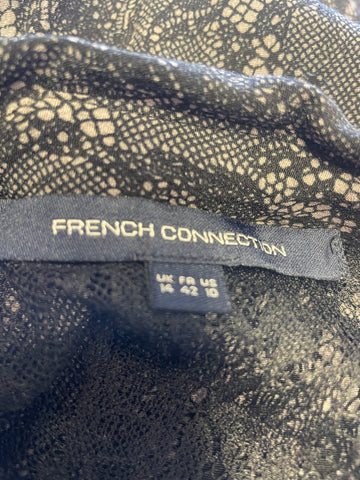 FRENCH CONNECTION
UK FR US
14 42 10